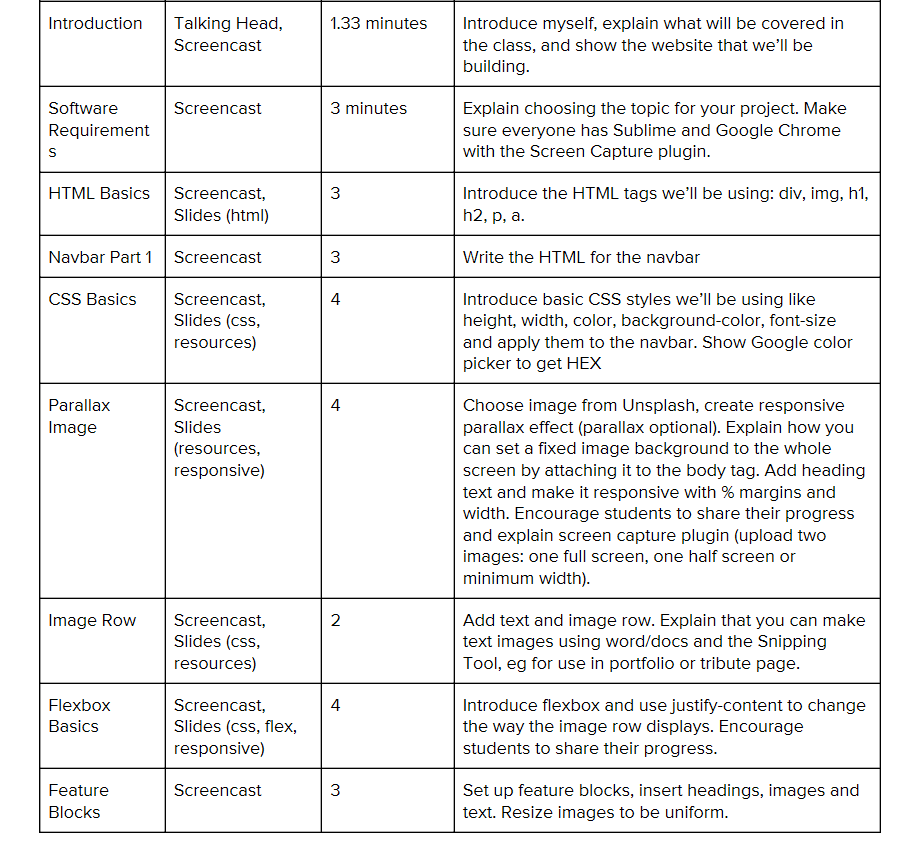 Introduction
Talking Head,
Screencast
1.33 minutes
Introduce myself, explain what will be covered in
the class, and show the website that we’ll be
building.
Software
Requirement
s
Screencast
3 minutes
Explain choosing the topic for your project. Make
sure everyone has Sublime and Google Chrome
with the Screen Capture plugin.
HTML Basics
Screencast,
Slides (html)
3
Introduce the HTML tags we’ll be using: div, img, h1,
h2, p, a.
Navbar Part 1
Screencast
3
Write the HTML for the navbar
CSS Basics
Screencast,
Slides (css,
resources)
4
Introduce basic CSS styles we’ll be using like
height, width, color, background-color, font-size
and apply them to the navbar. Show Google color
picker to get HEX
Parallax
Image
Screencast,
Slides
(resources,
responsive)
4
Choose image from Unsplash, create responsive
parallax effect (parallax optional). Explain how you
can set a fixed image background to the whole
screen by attaching it to the body tag. Add heading
text and make it responsive with % margins and
width. Encourage students to share their progress
and explain screen capture plugin (upload two
images: one full screen, one half screen or
minimum width).
Image Row
Screencast,
Slides (css,
resources)
2
Add text and image row. Explain that you can make
text images using word/docs and the Snipping
Tool, eg for use in portfolio or tribute page.
Flexbox
Basics
Screencast,
Slides (css, flex,
responsive)
4
Introduce flexbox and use justify-content to change
the way the image row displays. Encourage
students to share their progress.
Feature
Blocks
Screencast
3
Set up feature blocks, insert headings, images and
text. Resize images to be uniform.